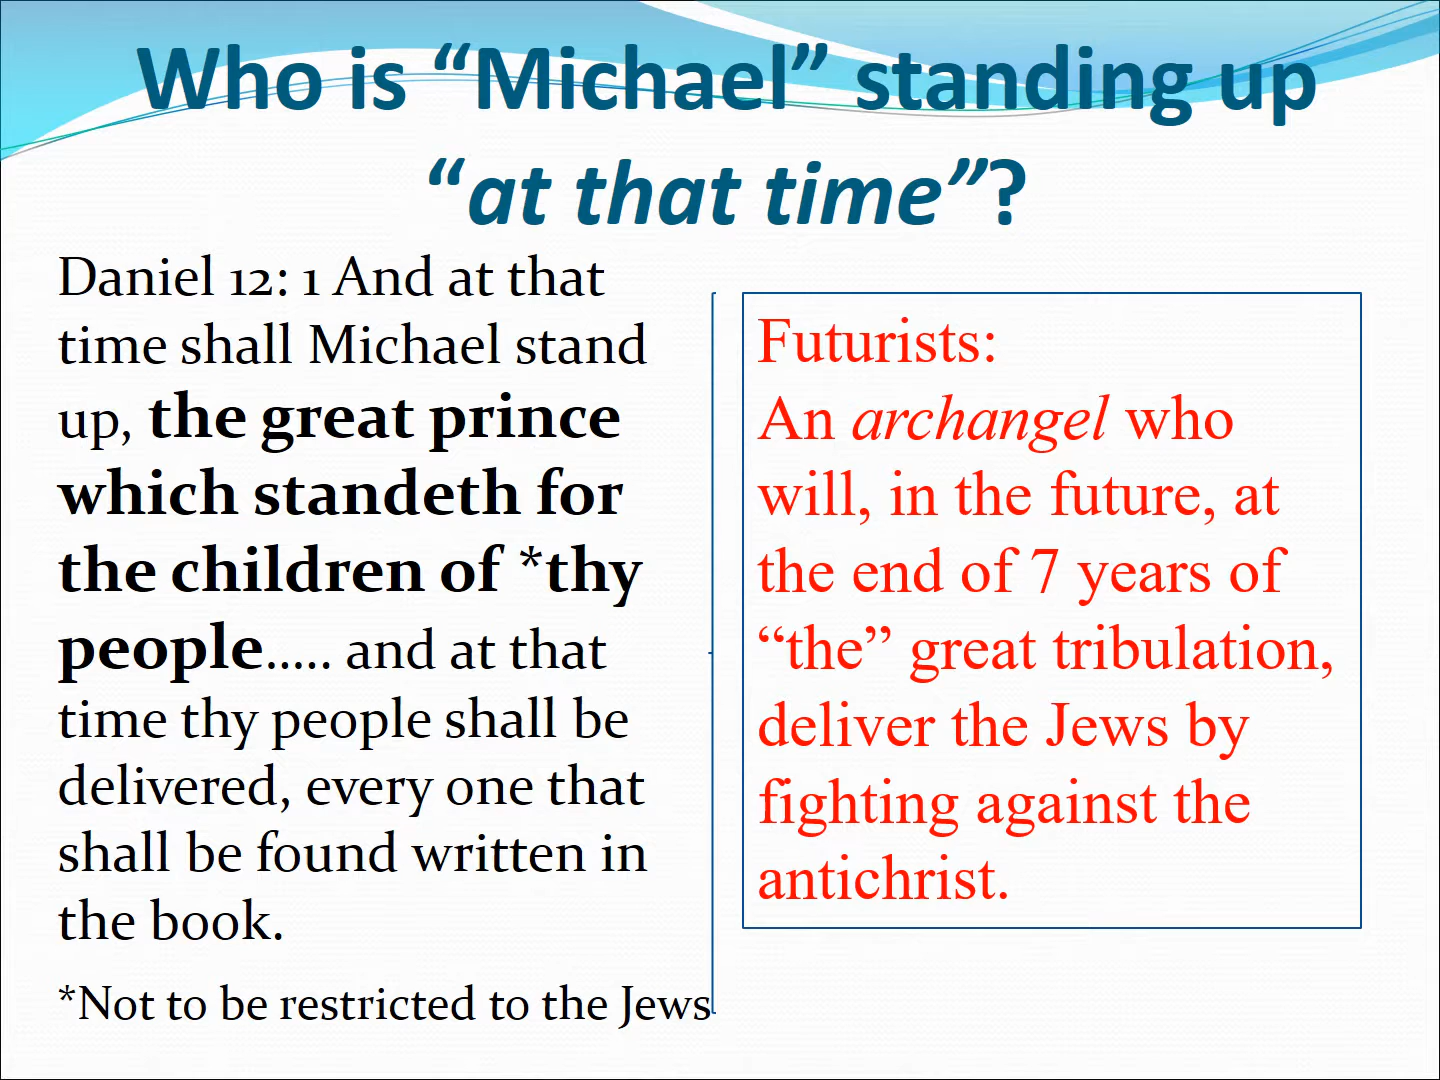 Who is “Michael” standing up
“at that time”?
Daniel 12: 1 And at that
time shall Michael stand
up, the great prince
which standeth for
the children of *thy
people..... and at that
time thy people shall be
delivered, every one that
shall be found written in
the book.
*Not to be restricted to the Jews
Futurists:
An archangel who
will, in the future, at
the end of 7 years of
“the” great tribulation,
deliver the Jews by
fighting against the
antichrist.